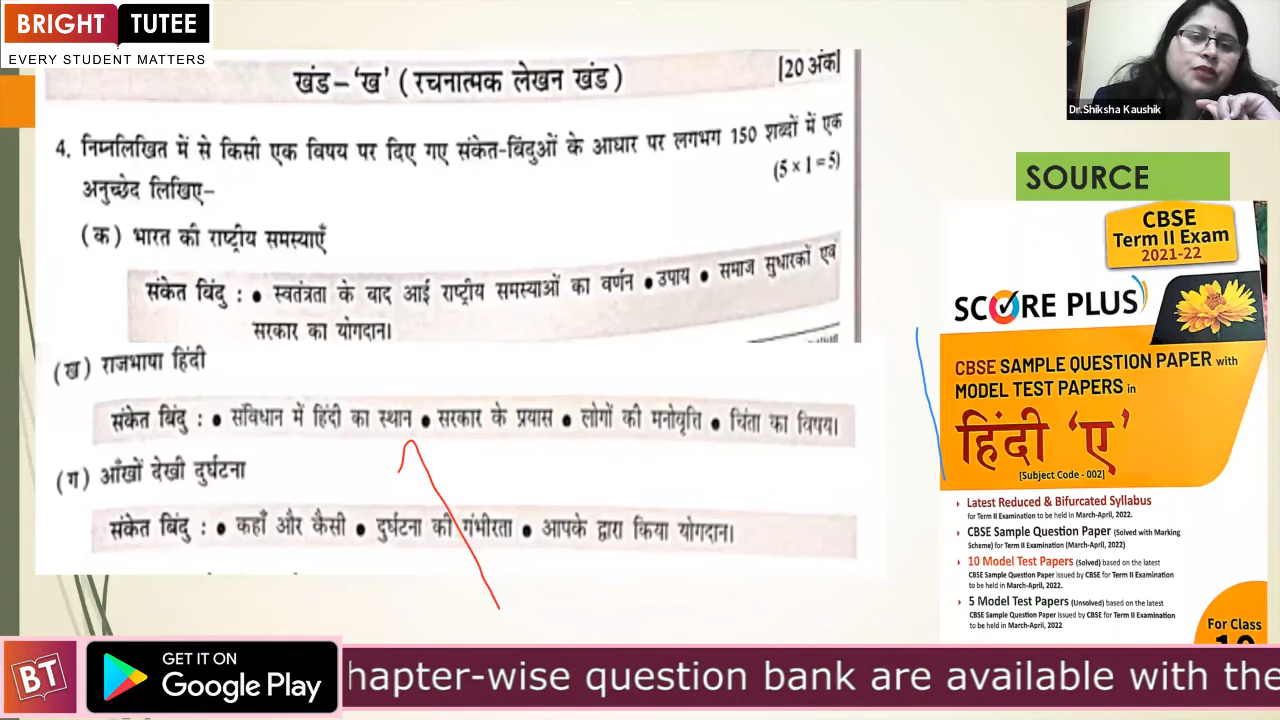 BRIGHT TUTEE
EVERY STUDENT MATTERS
खंड–‘ख’ (रचनात्मक लेखन खंड)
[20 अंक]
4. निम्नलिखित में से किसी एक विषय पर दिए गए संकेत-बिंदुओं के आधार पर लगभग 150 शब्दों में एक
अनुच्छेद लिखिए–
(5 × 1 = 5)
(क) भारत की राष्ट्रीय समस्याएँ
संकेत बिंदु : • स्वतंत्रता के बाद आई राष्ट्रीय समस्याओं का वर्णन • उपाय • समाज सुधारकों एवं
सरकार का योगदान।
(ख) राजभाषा हिंदी
संकेत बिंदु : • संविधान में हिंदी का स्थान • सरकार के प्रयास • लोगों की मनोवृत्ति • चिंता का विषय।
(ग) आँखों देखी दुर्घटना
संकेत बिंदु : • कहाँ और कैसी • दुर्घटना की गंभीरता • आपके द्वारा किया योगदान।
Dr.Shiksha Kaushik
SOURCE
CBSE
Term II Exam
2021-22
SCORE PLUS
CBSE SAMPLE QUESTION PAPER with
MODEL TEST PAPERS in
हिंदी ‘ए’
[Subject Code - 002]
Latest Reduced & Bifurcated Syllabus
for Term II Examination to be held in March-April, 2022.
CBSE Sample Question Paper (Solved with Marking
Scheme) for Term II Examination (March-April, 2022)
10 Model Test Papers (Solved) based on the latest
CBSE Sample Question Paper issued by CBSE for Term II Examination
to be held in March-April, 2022.
5 Model Test Papers (Unsolved) based on the latest
CBSE Sample Question Paper issued by CBSE for Term II Examination
to be held in March-April, 2022
For Class
10
BT
GET IT ON
Google Play
hapter-wise question bank are available with the